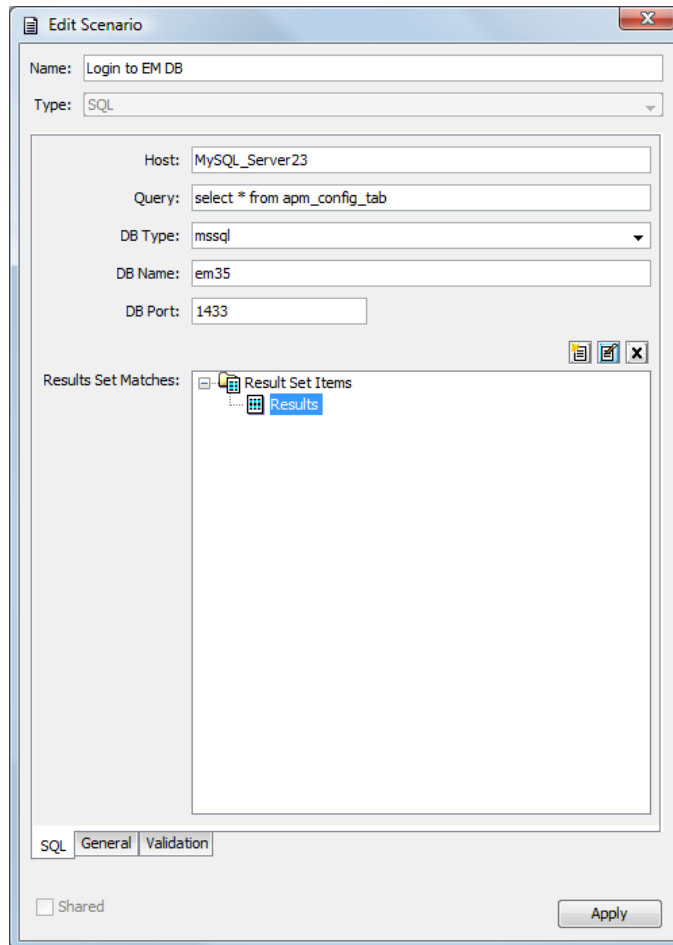 Edit Scenario
Name: Login to EM DB
Type: SQL
Host: MySQL_Server23
Query: select * from apm_config_tab
DB Type: mssql
DB Name: em35
DB Port: 1433
Results Set Matches: Result Set Items
Results
SQL General Validation
Shared
Apply